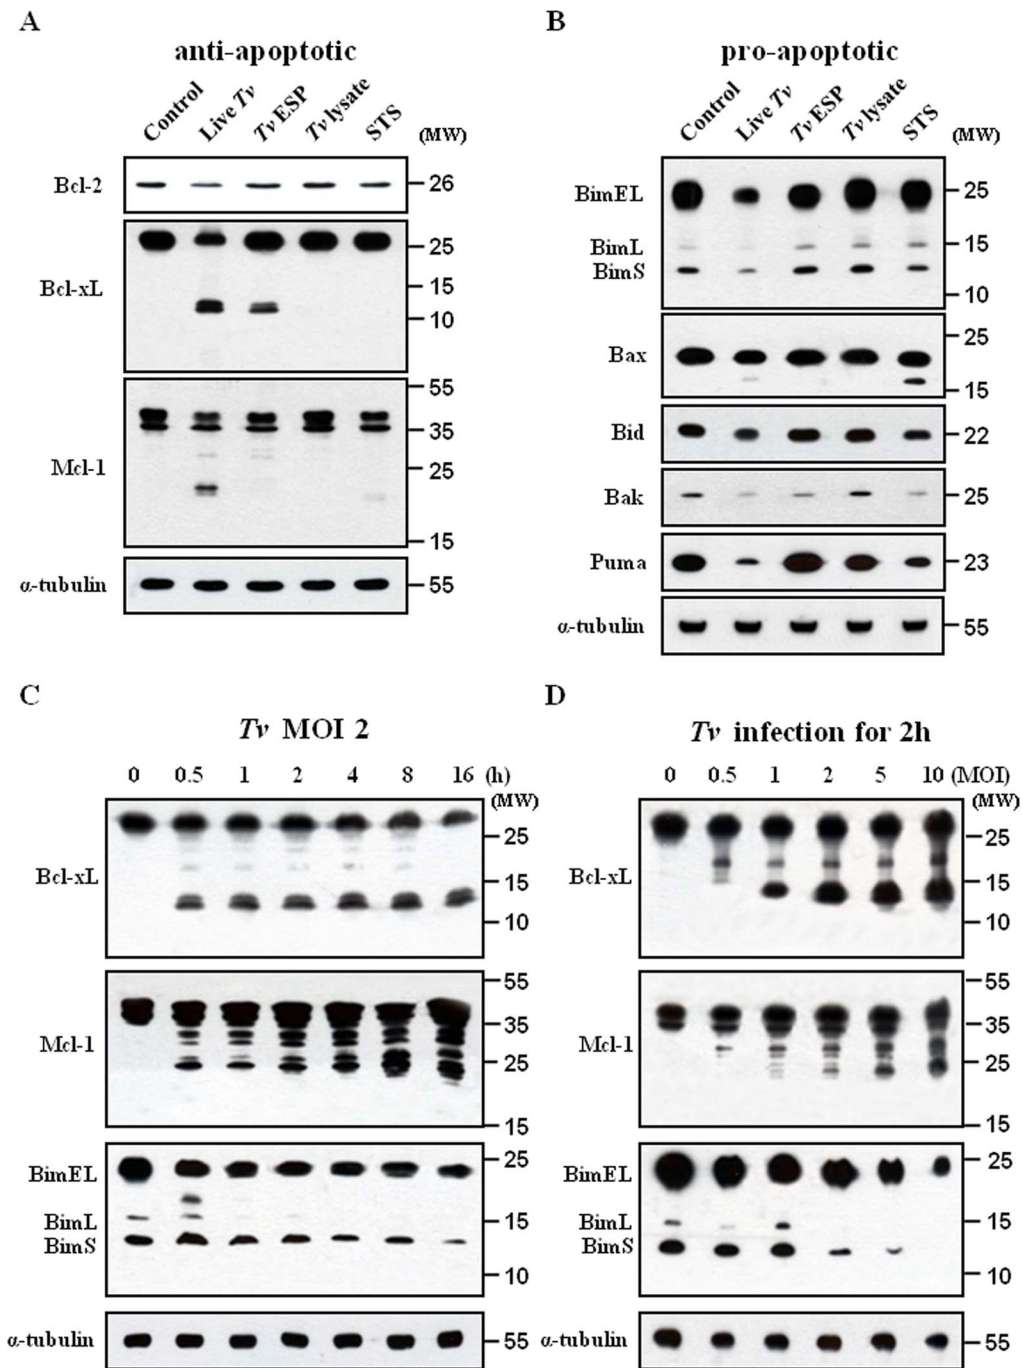 A
anti-apoptotic
Control Live Tv Tv ESP Tv lysate STS (MW)
Bcl-2 26
Bcl-xL 25
15
10
Mcl-1 55
35
25
15
α-tubulin 55
B
pro-apoptotic
Control Live Tv Tv ESP Tv lysate STS (MW)
BimEL 25
BimL 15
BimS
10
Bax 25
15
Bid 22
Bak 25
Puma 23
α-tubulin 55
C
Tv MOI 2
0 0.5 1 2 4 8 16 (h)
(MW)
Bcl-xL 25
15
10
Mcl-1 55
35
25
15
BimEL 25
BimL 15
BimS
10
α-tubulin 55
D
Tv infection for 2h
0 0.5 1 2 5 10 (MOI)
(MW)
Bcl-xL 25
15
10
Mcl-1 55
35
25
15
BimEL 25
BimL 15
BimS
10
α-tubulin 55